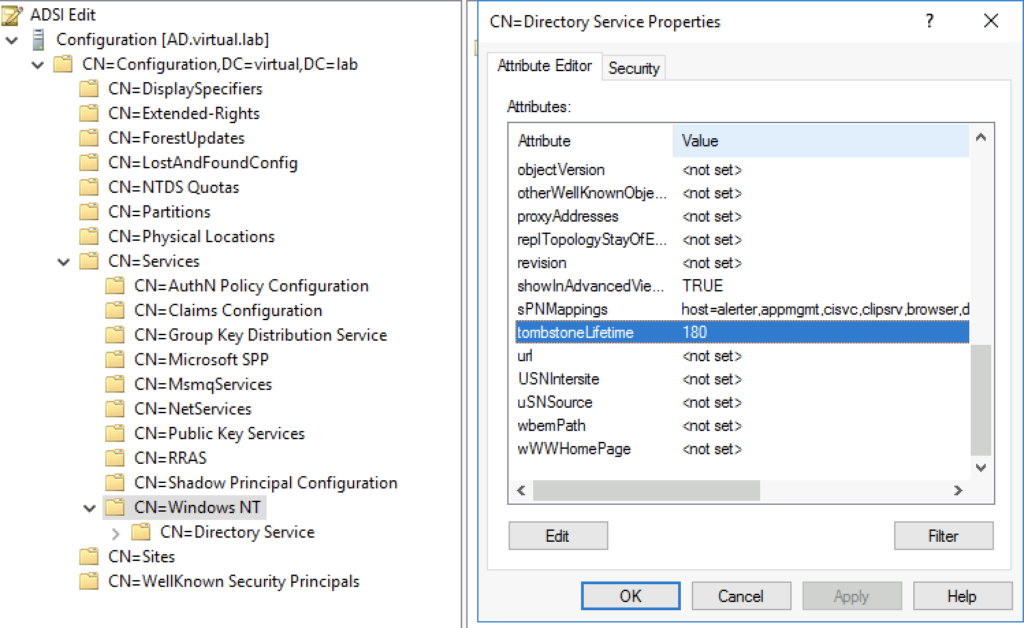 ADSI Edit
Configuration [AD.virtual.lab]
CN=Configuration,DC=virtual,DC=lab
CN=DisplaySpecifiers
CN=Extended-Rights
CN=ForestUpdates
CN=LostAndFoundConfig
CN=NTDS Quotas
CN=Partitions
CN=Physical Locations
CN=Services
CN=AuthN Policy Configuration
CN=Claims Configuration
CN=Group Key Distribution Service
CN=Microsoft SPP
CN=MsmqServices
CN=NetServices
CN=Public Key Services
CN=RRAS
CN=Shadow Principal Configuration
CN=Windows NT
CN=Directory Service
CN=Sites
CN=WellKnown Security Principals
CN=Directory Service Properties
Attribute Editor Security
Attributes:
Attribute Value
objectVersion <not set>
otherWellKnownObje... <not set>
proxyAddresses <not set>
replTopologyStayOfE... <not set>
revision <not set>
showInAdvancedVie... TRUE
sPNMappings host=alerter,appmgmt,cisvc,clipsrv,browser,d
tombstoneLifetime 180
url <not set>
USNIntersite <not set>
uSNSource <not set>
wbemPath <not set>
wWWHomePage <not set>
Edit Filter
OK Cancel Apply Help